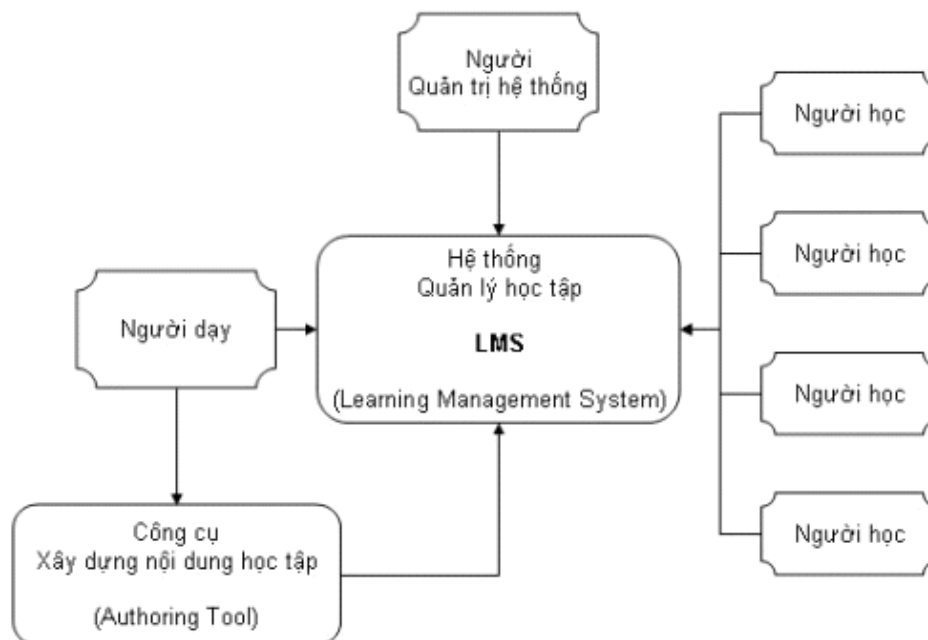 Người
Quản trị hệ thống
Người học
Người học
Hệ thống
Quản lý học tập
LMS
(Learning Management System)
Người dạy
Người học
Người học
Công cụ
Xây dựng nội dung học tập
(Authoring Tool)